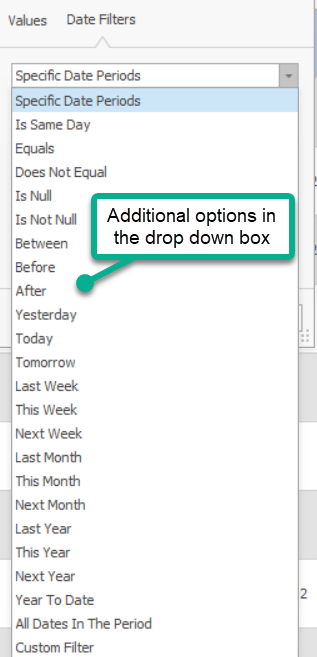 Values Date Filters
Specific Date Periods
Specific Date Periods
Is Same Day
Equals
Does Not Equal
Is Null
Is Not Null
Between
Before
After
Yesterday
Today
Tomorrow
Last Week
This Week
Next Week
Last Month
This Month
Next Month
Last Year
This Year
Next Year
Year To Date
All Dates In The Period
Custom Filter
Additional options in
the drop down box
2